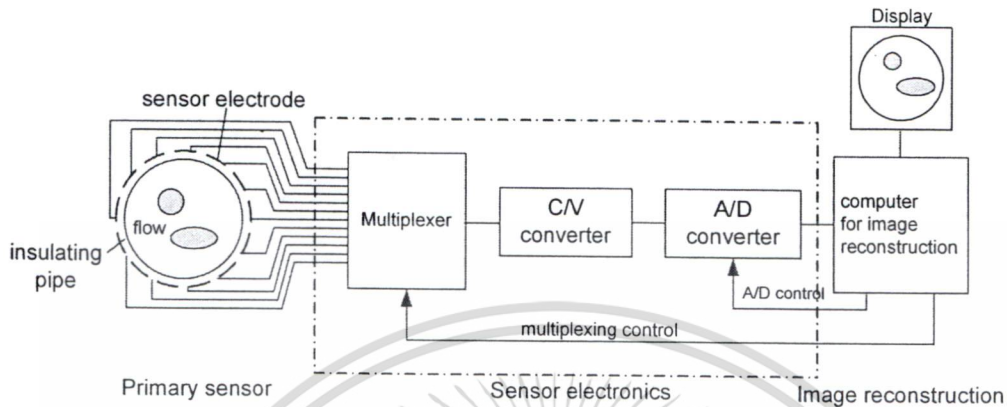 Display
sensor electrode
Multiplexer
C/V
converter
A/D
converter
computer
for image
reconstruction
flow
insulating
pipe
A/D control
multiplexing control
Primary sensor
Sensor electronics
Image reconstruction